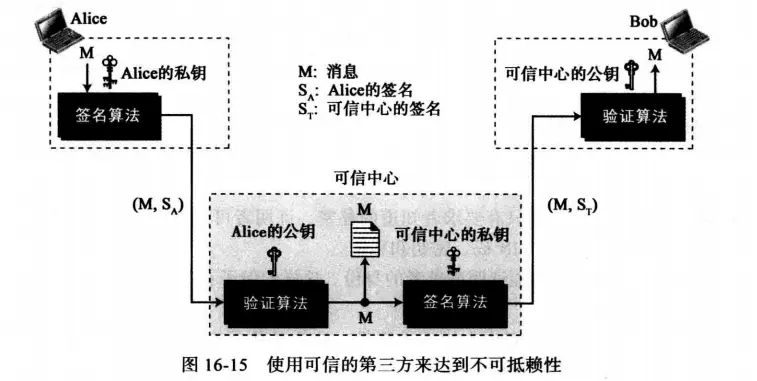 Alice
Bob
M
Alice的私钥
签名算法
M: 消息
S_A: Alice的签名
S_T: 可信中心的签名
可信中心的公钥
M
验证算法
可信中心
(M, S_A)
(M, S_T)
M
Alice的公钥
可信中心的私钥
验证算法
M
签名算法
图 16-15 使用可信的第三方来达到不可抵赖性